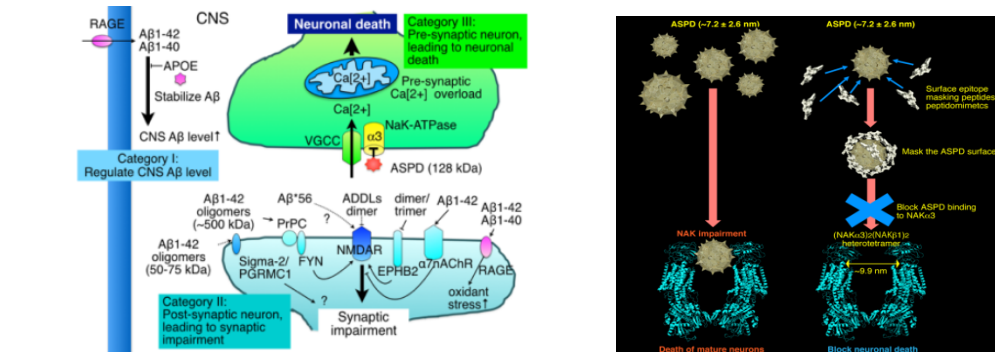 CNS
RAGE
Aβ1-42
Aβ1-40
APOE
Stabilize Aβ
CNS Aβ level↑
Category I:
Regulate CNS Aβ level
Neuronal death
Category III:
Pre-synaptic neuron,
leading to neuronal
death
Ca[2+]
Pre-synaptic
Ca[2+] overload
Ca[2+]
NaK-ATPase
VGCC
α3
ASPD (128 kDa)
Aβ1-42
oligomers
(~500 kDa)
Aβ*56
ADDLs
dimer
dimer/
trimer
Aβ1-42
Aβ1-42
Aβ1-40
?
PrPC
Aβ1-42
oligomers
(50-75 kDa)
Sigma-2/
PGRMC1
FYN
NMDAR
EPHB2
α7nAChR
RAGE
oxidant
stress↑
?
Category II:
Post-synaptic neuron,
leading to synaptic
impairment
Synaptic
impairment
ASPD (~7.2 ± 2.6 nm)
NAK impairment
Death of mature neurons
ASPD (~7.2 ± 2.6 nm)
Surface epitope
masking peptides
peptidomimetcs
Mask the ASPD surface
Block ASPD binding
to NAKα3
(NAKα3)2(NAKβ1)2
heterotetramer
~9.9 nm
Block neuronal death